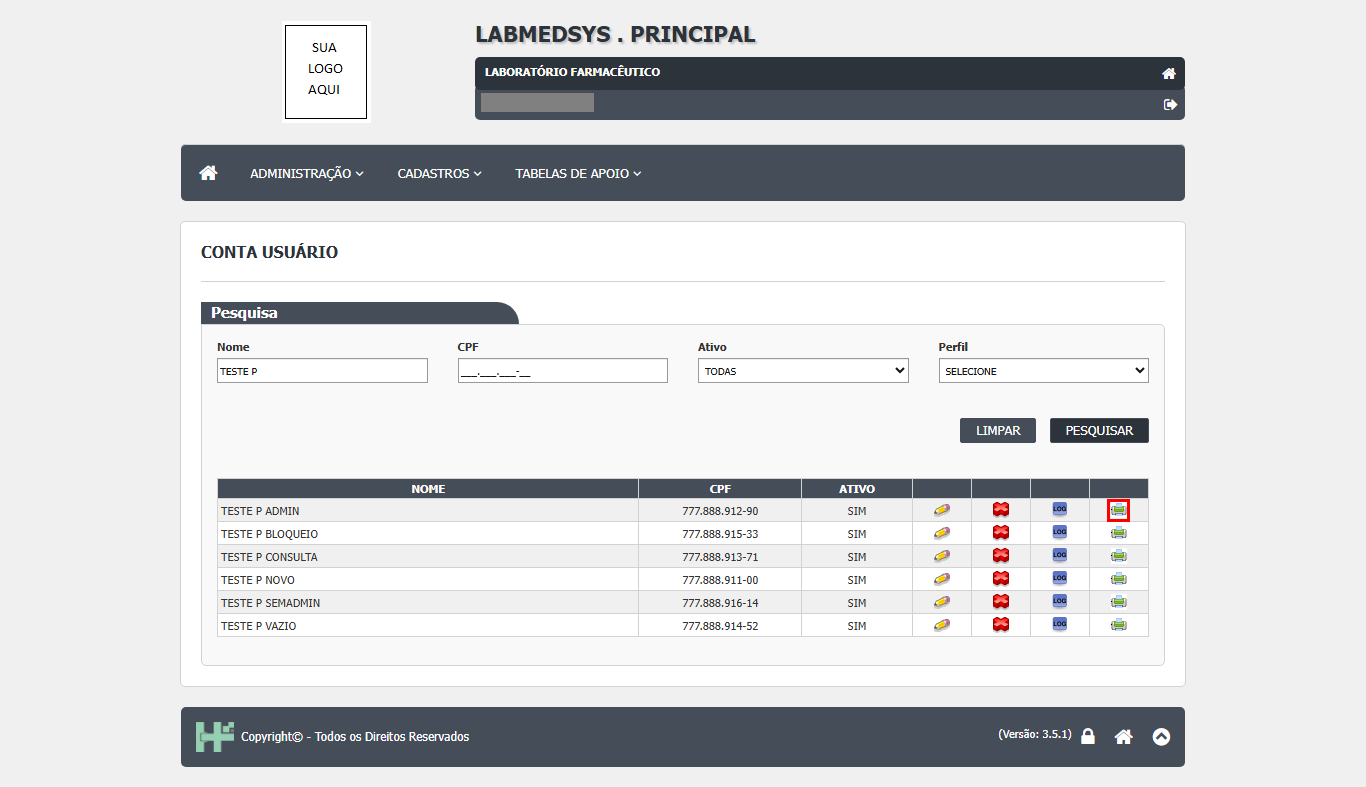 SUA
LOGO
AQUI
LABMEDSYS . PRINCIPAL
LABORATÓRIO FARMACÊUTICO
ADMINISTRAÇÃO CADASTROS TABELAS DE APOIO
CONTA USUÁRIO
Pesquisa
Nome CPF Ativo Perfil
TESTE P ___.___.___-__ TODAS SELECIONE
LIMPAR PESQUISAR
NOME CPF ATIVO
TESTE P ADMIN 777.888.912-90 SIM LOG
TESTE P BLOQUEIO 777.888.915-33 SIM LOG
TESTE P CONSULTA 777.888.913-71 SIM LOG
TESTE P NOVO 777.888.911-00 SIM LOG
TESTE P SEMADMIN 777.888.916-14 SIM LOG
TESTE P VAZIO 777.888.914-52 SIM LOG
Copyright© - Todos os Direitos Reservados (Versão: 3.5.1)